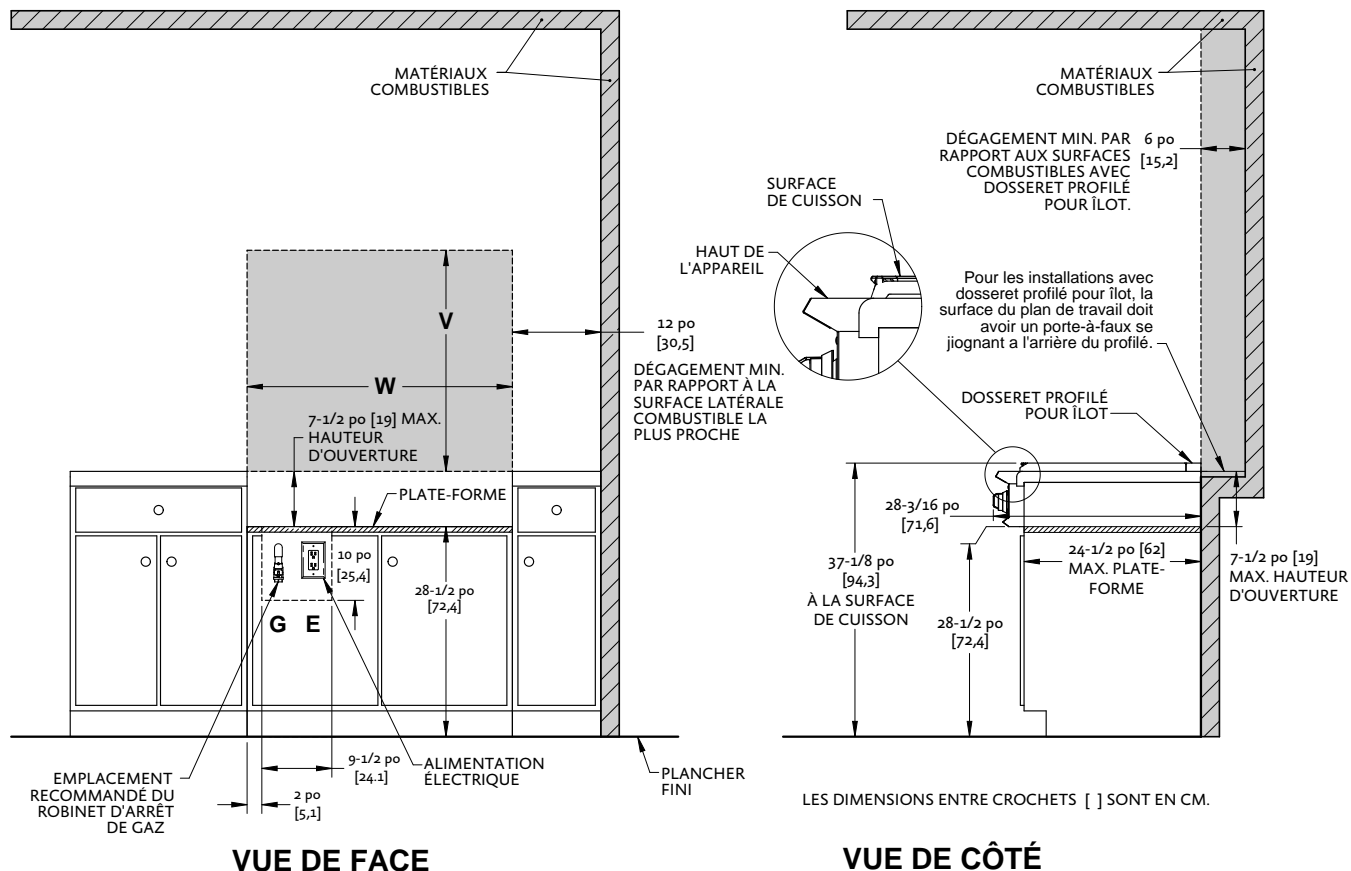 MATÉRIAUX
COMBUSTIBLES
V
W
12 po
[30,5]
DÉGAGEMENT MIN.
PAR RAPPORT À LA
SURFACE LATÉRALE
COMBUSTIBLE LA
PLUS PROCHE
7-1/2 po [19] MAX.
HAUTEUR
D'OUVERTURE
PLATE-FORME
10 po
[25,4]
28-1/2 po
[72,4]
G E
9-1/2 po
[24.1]
ALIMENTATION
ÉLECTRIQUE
EMPLACEMENT
RECOMMANDÉ DU
ROBINET D'ARRÊT
DE GAZ
2 po
[5,1]
PLANCHER
FINI
VUE DE FACE
MATÉRIAUX
COMBUSTIBLES
DÉGAGEMENT MIN. PAR
RAPPORT AUX SURFACES
COMBUSTIBLES AVEC
DOSSERET PROFILÉ
POUR ÎLOT.
6 po
[15,2]
SURFACE
DE CUISSON
HAUT DE
L'APPAREIL
Pour les installations avec
dosseret profilé pour îlot, la
surface du plan de travail doit
avoir un porte-à-faux se
jiognant a l'arrière du profilé.
DOSSERET PROFILÉ
POUR ÎLOT
28-3/16 po
[71,6]
37-1/8 po
[94,3]
À LA SURFACE
DE CUISSON
24-1/2 po [62]
MAX. PLATE-
FORME
7-1/2 po [19]
MAX. HAUTEUR
D'OUVERTURE
28-1/2 po
[72,4]
LES DIMENSIONS ENTRE CROCHETS [ ] SONT EN CM.
VUE DE CÔTÉ